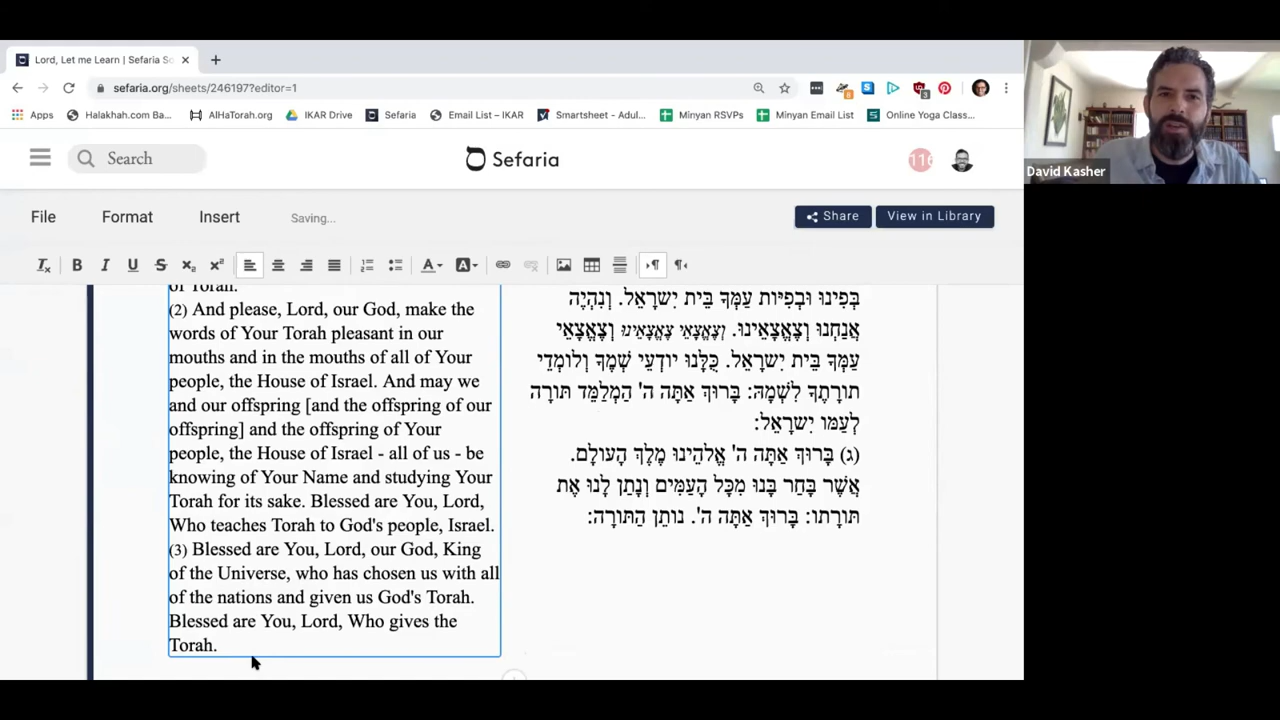 Lord, Let me Learn | Sefaria So
sefaria.org/sheets/246197?editor=1
Apps Halakhah.com Ba... AlHaTorah.org IKAR Drive Sefaria Email List – IKAR Smartsheet - Adul... Minyan RSVPs Minyan Email List Online Yoga Class...
David Kasher
Search
Sefaria
116
File Format Insert Saving...
Share View in Library
of Torah.
(2) And please, Lord, our God, make the
words of Your Torah pleasant in our
mouths and in the mouths of all of Your
people, the House of Israel. And may we
and our offspring [and the offspring of our
offspring] and the offspring of Your
people, the House of Israel - all of us - be
knowing of Your Name and studying Your
Torah for its sake. Blessed are You, Lord,
Who teaches Torah to God's people, Israel.
(3) Blessed are You, Lord, our God, King
of the Universe, who has chosen us with all
of the nations and given us God's Torah.
Blessed are You, Lord, Who gives the
Torah.
בְּפִינוּ וּבְפִיּוֹת עַמְּךָ בֵּית יִשְׂרָאֵל. וְנִהְיֶה
אֲנַחְנוּ וְצֶאֱצָאֵינוּ. וְצֶאֱצָאֵי צֶאֱצָאֵינוּ וְצֶאֱצָאֵי
עַמְּךָ בֵּית יִשְׂרָאֵל. כֻּלָּנוּ יוֹדְעֵי שְׁמֶךָ וְלוֹמְדֵי
תוֹרָתֶךָ לִשְׁמָהּ: בָּרוּךְ אַתָּה ה' הַמְלַמֵּד תּוֹרָה
לְעַמּוֹ יִשְׂרָאֵל:
(ג) בָּרוּךְ אַתָּה ה' אֱלֹהֵינוּ מֶלֶךְ הָעוֹלָם.
אֲשֶׁר בָּחַר בָּנוּ מִכָּל הָעַמִּים וְנָתַן לָנוּ אֶת
תּוֹרָתוֹ: בָּרוּךְ אַתָּה ה'. נוֹתֵן הַתּוֹרָה: